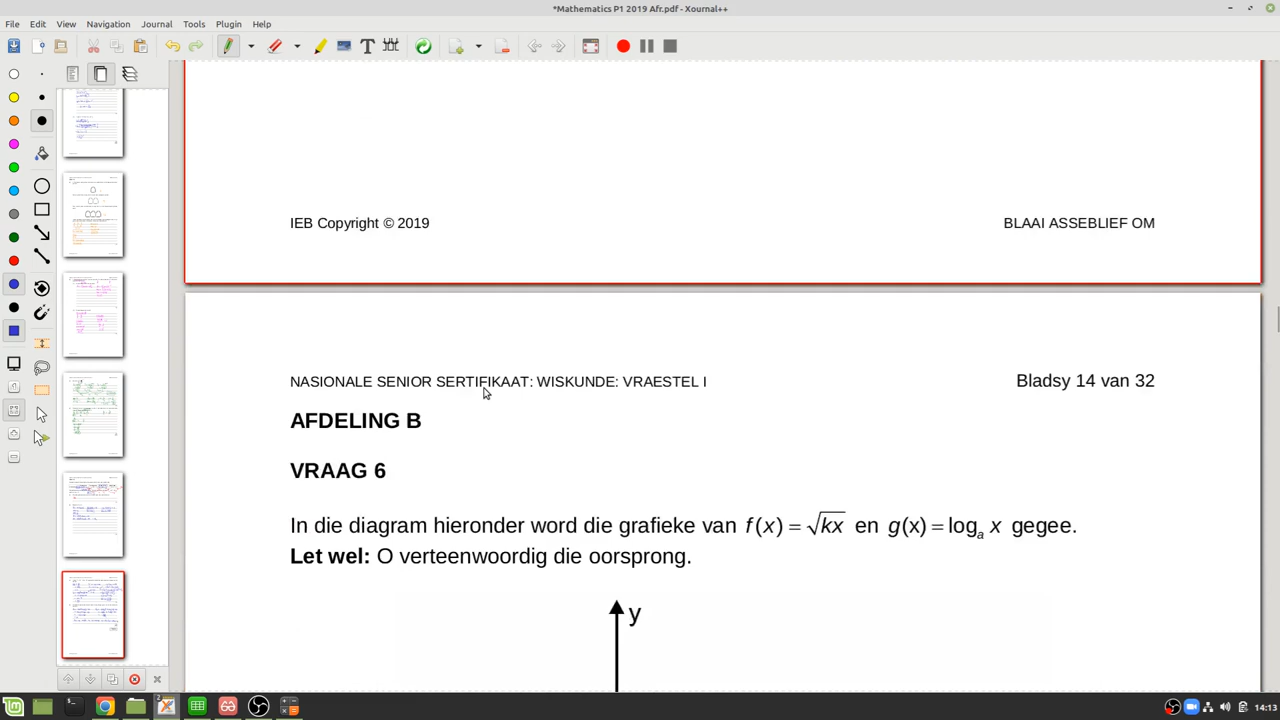 *Mathematics P1 2019 Afr.pdf - Xournal++
File Edit View Navigation Journal Tools Plugin Help
IEB Copyright © 2019
BLAAI ASSEBLIEF OM
NASIONALE SENIOR SERTIFIKAAT: WISKUNDE: VRAESTEL I
Bladsy 14 van 32
AFDELING B
VRAAG 6
In die diagram hieronder word die grafieke van f(x) = √kx en g(x) = logₐ x gegee.
Let wel: O verteenwoordig die oorsprong.
y
14:13